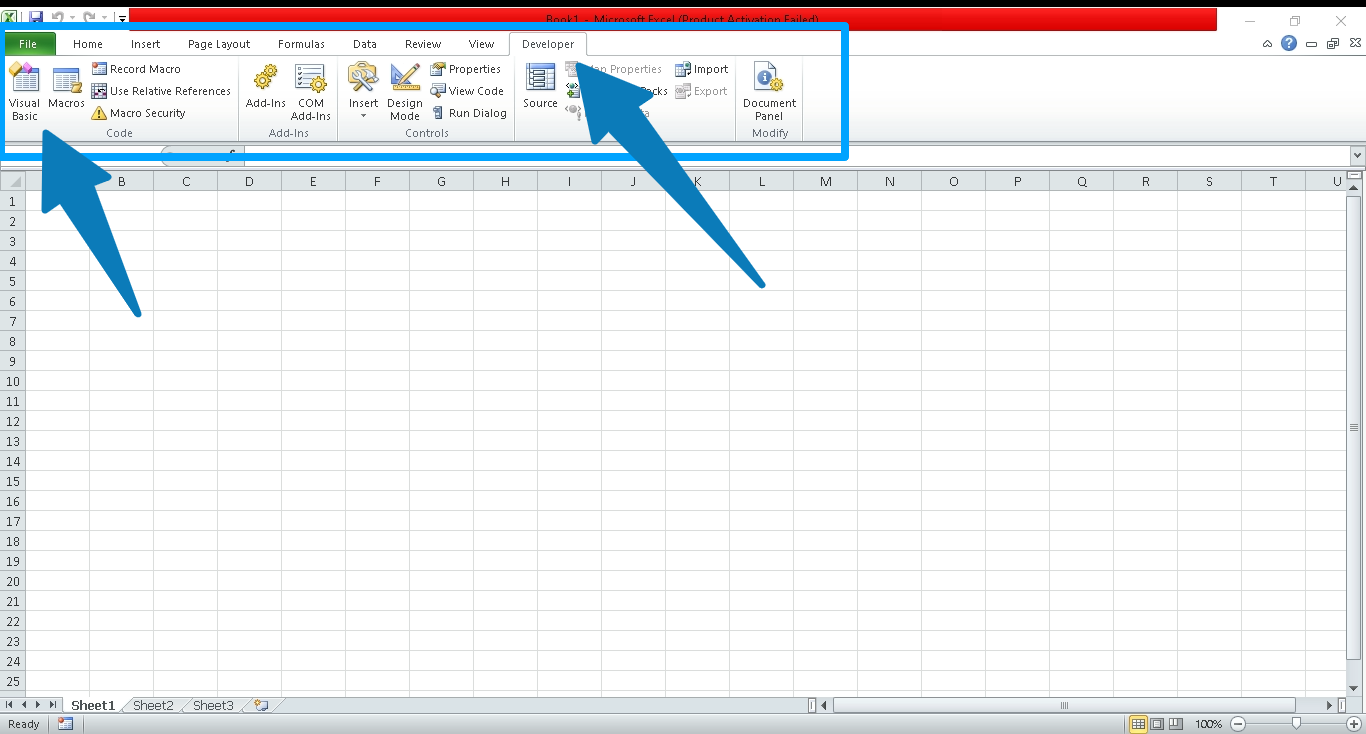 Book1 - Microsoft Excel (Product Activation Failed)
File Home Insert Page Layout Formulas Data Review View Developer
Visual Basic
Macros
Record Macro
Use Relative References
Macro Security
Code
Add-Ins
COM Add-Ins
Add-Ins
Insert
Design Mode
Properties
View Code
Run Dialog
Controls
Source
Properties
Import
Export
Document Panel
Modify
B C D E F G H I J K L M N O P Q R S T U
1
2
3
4
5
6
7
8
9
10
11
12
13
14
15
16
17
18
19
20
21
22
23
24
25
Sheet1 Sheet2 Sheet3
Ready 100%